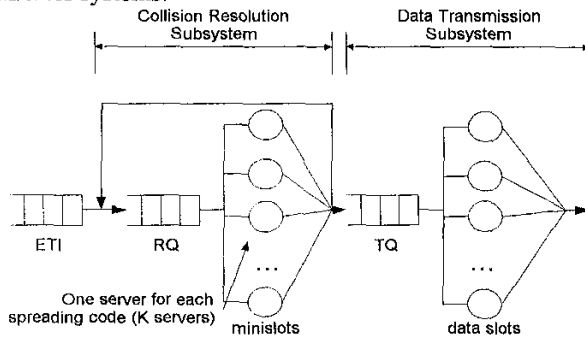 Collision Resolution
Subsystem
Data Transmission
Subsystem
ETI
RQ
TQ
...
...
One server for each
spreading code (K servers)
minislots
data slots